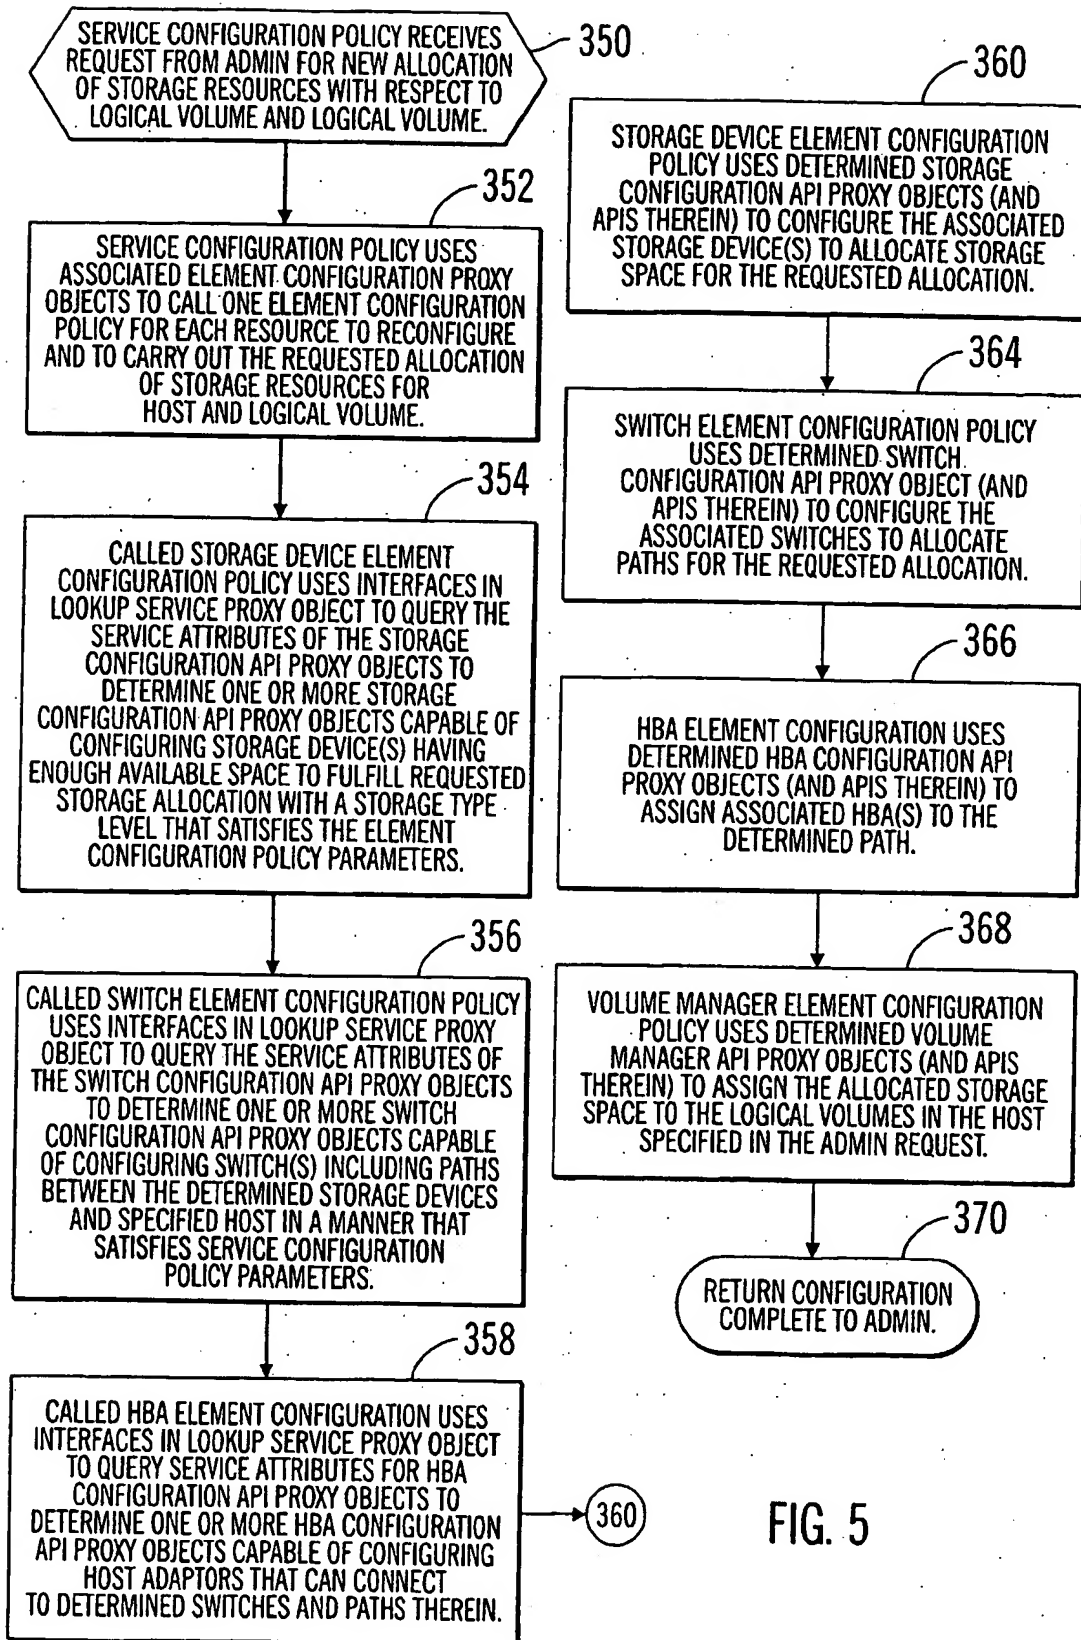 SERVICE CONFIGURATION POLICY RECEIVES
REQUEST FROM ADMIN FOR NEW ALLOCATION
OF STORAGE RESOURCES WITH RESPECT TO
LOGICAL VOLUME AND LOGICAL VOLUME.
350
352
SERVICE CONFIGURATION POLICY USES
ASSOCIATED ELEMENT CONFIGURATION PROXY
OBJECTS TO CALL ONE ELEMENT CONFIGURATION
POLICY FOR EACH RESOURCE TO RECONFIGURE
AND TO CARRY OUT THE REQUESTED ALLOCATION
OF STORAGE RESOURCES FOR
HOST AND LOGICAL VOLUME.
354
CALLED STORAGE DEVICE ELEMENT
CONFIGURATION POLICY USES INTERFACES IN
LOOKUP SERVICE PROXY OBJECT TO QUERY THE
SERVICE ATTRIBUTES OF THE STORAGE
CONFIGURATION API PROXY OBJECTS TO
DETERMINE ONE OR MORE STORAGE
CONFIGURATION API PROXY OBJECTS CAPABLE OF
CONFIGURING STORAGE DEVICE(S) HAVING
ENOUGH AVAILABLE SPACE TO FULFILL REQUESTED
STORAGE ALLOCATION WITH A STORAGE TYPE
LEVEL THAT SATISFIES THE ELEMENT
CONFIGURATION POLICY PARAMETERS.
356
CALLED SWITCH ELEMENT CONFIGURATION POLICY
USES INTERFACES IN LOOKUP SERVICE PROXY
OBJECT TO QUERY THE SERVICE ATTRIBUTES OF
THE SWITCH CONFIGURATION API PROXY OBJECTS
TO DETERMINE ONE OR MORE SWITCH
CONFIGURATION API PROXY OBJECTS CAPABLE
OF CONFIGURING SWITCH(S) INCLUDING PATHS
BETWEEN THE DETERMINED STORAGE DEVICES
AND SPECIFIED HOST IN A MANNER THAT
SATISFIES SERVICE CONFIGURATION
POLICY PARAMETERS.
358
CALLED HBA ELEMENT CONFIGURATION USES
INTERFACES IN LOOKUP SERVICE PROXY OBJECT
TO QUERY SERVICE ATTRIBUTES FOR HBA
CONFIGURATION API PROXY OBJECTS TO
DETERMINE ONE OR MORE HBA CONFIGURATION
API PROXY OBJECTS CAPABLE OF CONFIGURING
HOST ADAPTORS THAT CAN CONNECT
TO DETERMINED SWITCHES AND PATHS THEREIN.
360
360
STORAGE DEVICE ELEMENT CONFIGURATION
POLICY USES DETERMINED STORAGE
CONFIGURATION API PROXY OBJECTS (AND
APIS THEREIN) TO CONFIGURE THE ASSOCIATED
STORAGE DEVICE(S) TO ALLOCATE STORAGE
SPACE FOR THE REQUESTED ALLOCATION.
364
SWITCH ELEMENT CONFIGURATION POLICY
USES DETERMINED SWITCH
CONFIGURATION API PROXY OBJECT (AND
APIS THEREIN) TO CONFIGURE THE
ASSOCIATED SWITCHES TO ALLOCATE
PATHS FOR THE REQUESTED ALLOCATION.
366
HBA ELEMENT CONFIGURATION USES
DETERMINED HBA CONFIGURATION API
PROXY OBJECTS (AND APIS THEREIN) TO
ASSIGN ASSOCIATED HBA(S) TO THE
DETERMINED PATH.
368
VOLUME MANAGER ELEMENT CONFIGURATION
POLICY USES DETERMINED VOLUME
MANAGER API PROXY OBJECTS (AND APIS
THEREIN) TO ASSIGN THE ALLOCATED STORAGE
SPACE TO THE LOGICAL VOLUMES IN THE HOST
SPECIFIED IN THE ADMIN REQUEST.
370
RETURN CONFIGURATION
COMPLETE TO ADMIN.
FIG. 5